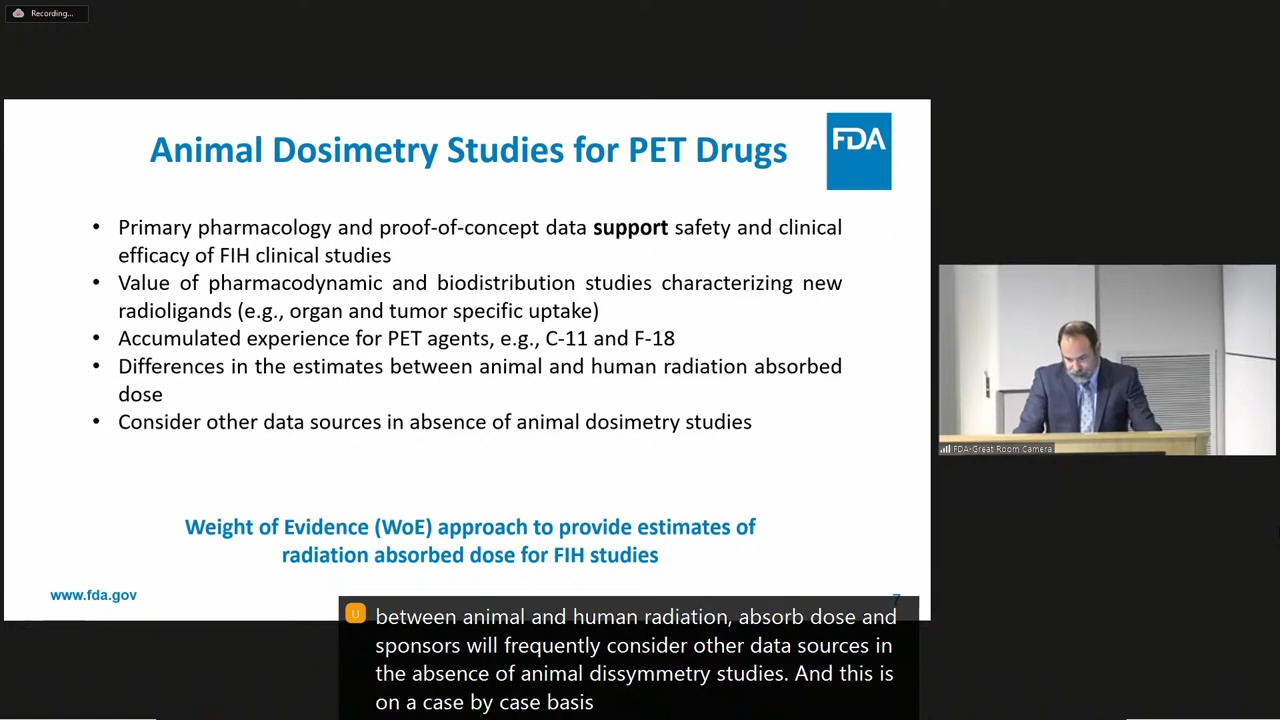 Recording...
Animal Dosimetry Studies for PET Drugs
FDA
• Primary pharmacology and proof-of-concept data support safety and clinical
efficacy of FIH clinical studies
• Value of pharmacodynamic and biodistribution studies characterizing new
radioligands (e.g., organ and tumor specific uptake)
• Accumulated experience for PET agents, e.g., C-11 and F-18
• Differences in the estimates between animal and human radiation absorbed
dose
• Consider other data sources in absence of animal dosimetry studies
Weight of Evidence (WoE) approach to provide estimates of
radiation absorbed dose for FIH studies
www.fda.gov
7
FDA-Great Room Camera
U
between animal and human radiation, absorb dose and
sponsors will frequently consider other data sources in
the absence of animal dissymmetry studies. And this is
on a case by case basis